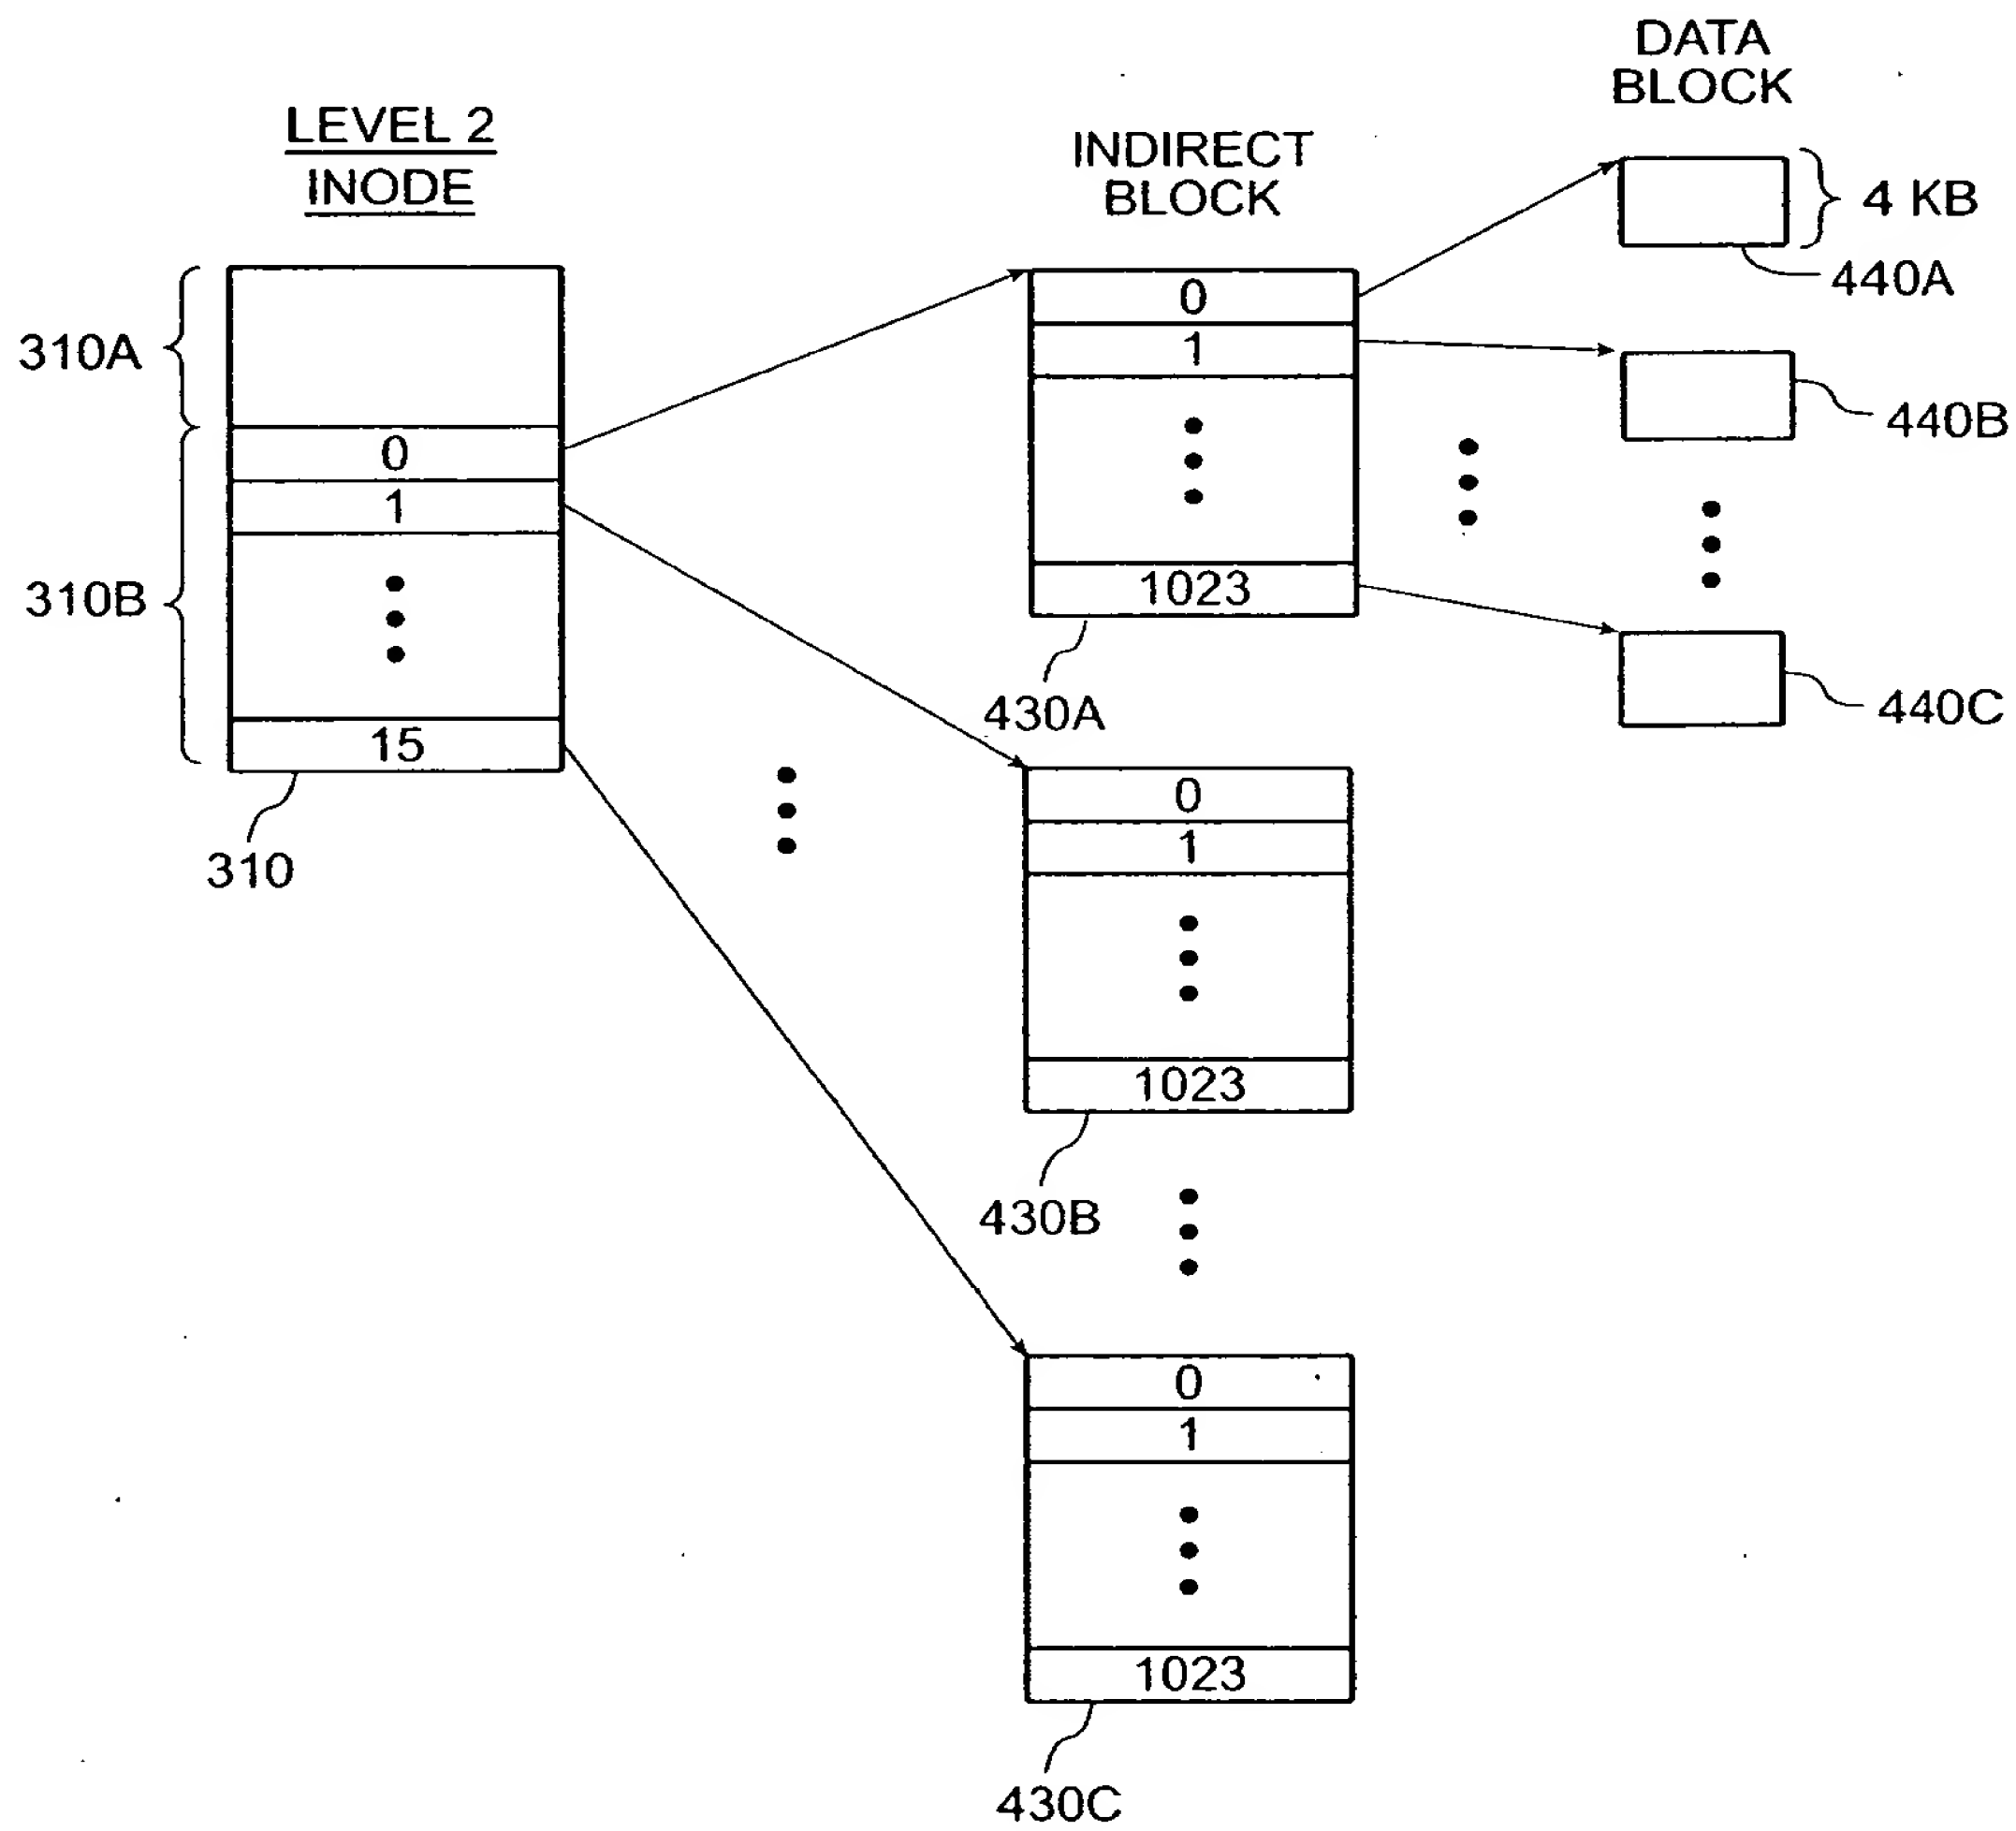 LEVEL 2
INODE
310A
310B
0
1
15
310
INDIRECT
BLOCK
0
1
1023
430A
0
1
1023
430B
0
1
1023
430C
DATA
BLOCK
4 KB
440A
440B
440C